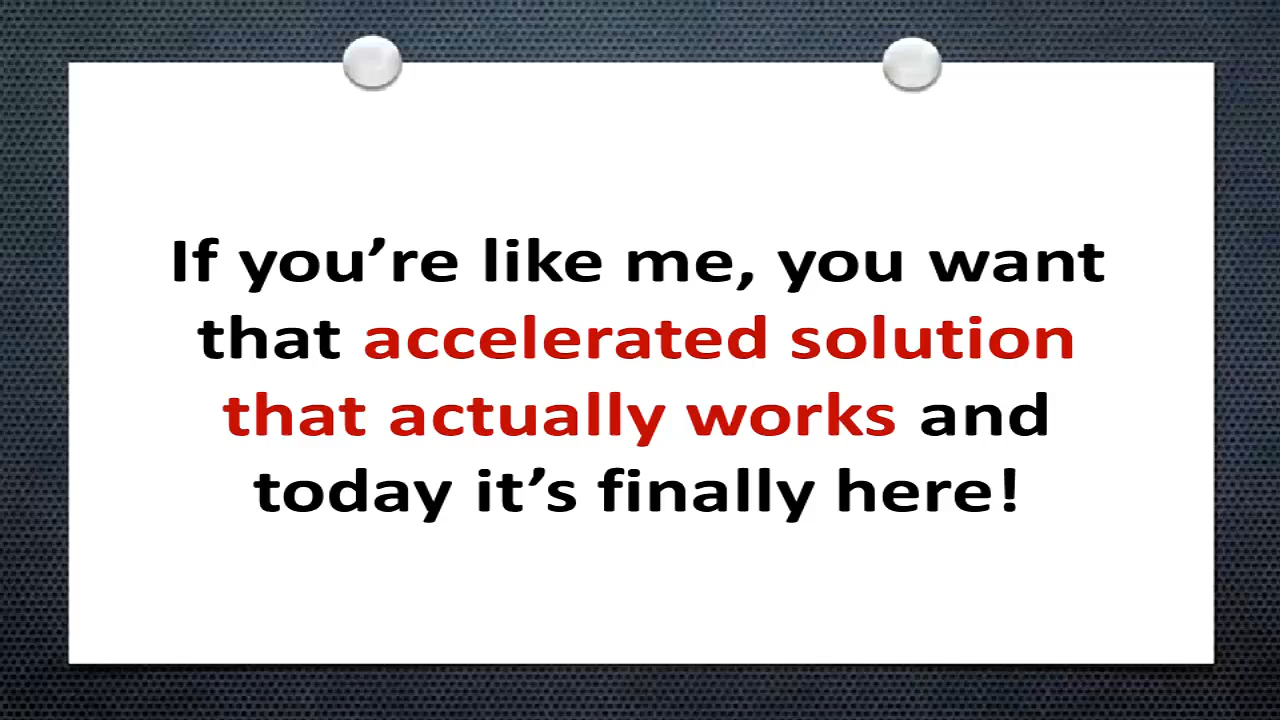 If you’re like me, you want
that accelerated solution
that actually works and
today it’s finally here!